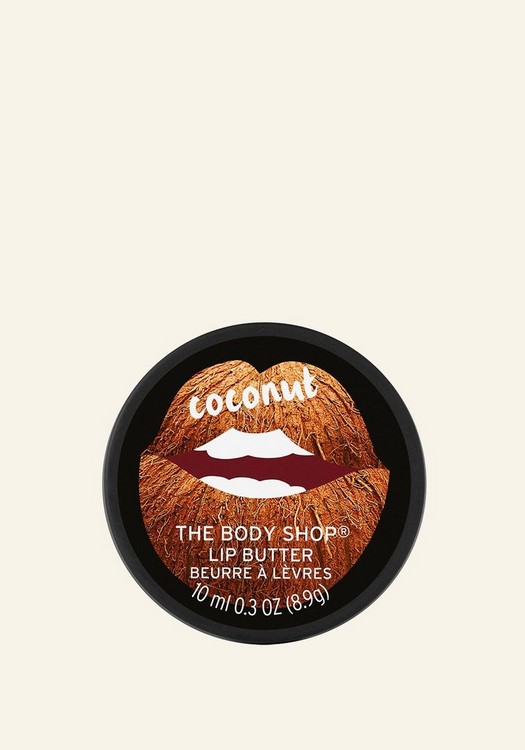 coconut
THE BODY SHOP®
LIP BUTTER
BEURRE À LÈVRES
10 ml 0.3 OZ (8.9g)